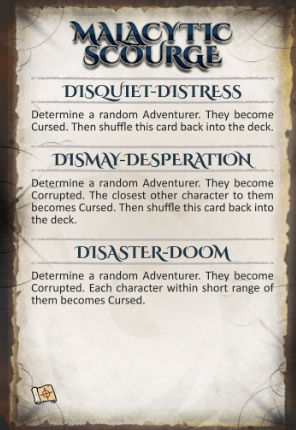 MALACYTIC
SCOURGE
DISQUIET-DISTRESS
Determine a random Adventurer. They become
Cursed. Then shuffle this card back into the deck.
DISMAY-DESPERATION
Determine a random Adventurer. They become
Corrupted. The closest other character to them
becomes Cursed. Then shuffle this card back into
the deck.
DISASTER-DOOM
Determine a random Adventurer. They become
Corrupted. Each character within short range of
them becomes Cursed.